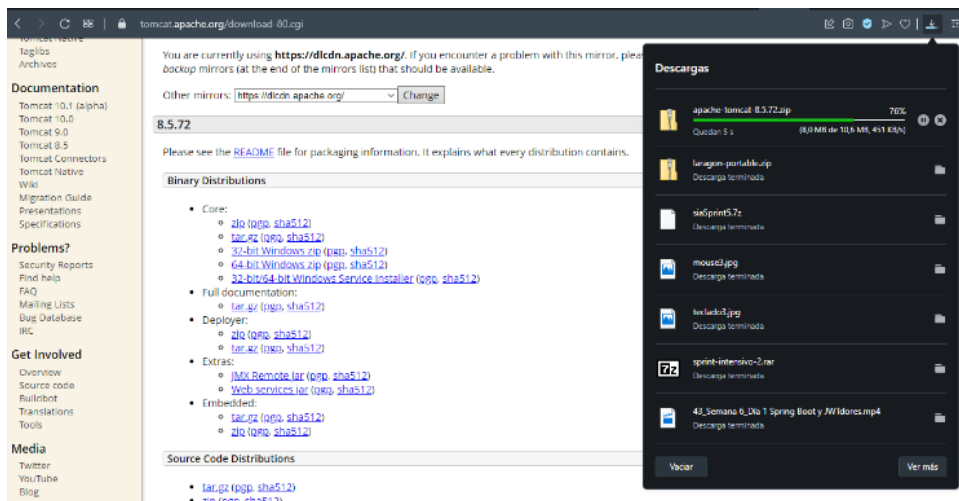 tomcat.apache.org/download-80.cgi
Tomcat Native
Taglibs
Archives
Documentation
Tomcat 10.1 (alpha)
Tomcat 10.0
Tomcat 9.0
Tomcat 8.5
Tomcat Connectors
Tomcat Native
Wiki
Migration Guide
Presentations
Specifications
Problems?
Security Reports
Find help
FAQ
Mailing Lists
Bug Database
IRC
Get Involved
Overview
Source code
Buildbot
Translations
Tools
Media
Twitter
YouTube
Blog
You are currently using https://dlcdn.apache.org/. If you encounter a problem with this mirror,
backup mirrors (at the end of the mirrors list) that should be available.
Other mirrors: https://dlcdn.apache.org/ Change
8.5.72
Please see the README file for packaging information. It explains what every distribution contains.
Binary Distributions
Core:
zip (pgp, sha512)
tar.gz (pgp, sha512)
32-bit Windows zip (pgp, sha512)
64-bit Windows zip (pgp, sha512)
32-bit/64-bit Windows Service Installer (pgp, sha512)
Full documentation:
tar.gz (pgp, sha512)
Deployer:
zip (pgp, sha512)
tar.gz (pgp, sha512)
Extras:
JMX Remote jar (pgp, sha512)
Web services jar (pgp, sha512)
Embedded:
tar.gz (pgp, sha512)
zip (pgp, sha512)
Source Code Distributions
tar.gz (pgp, sha512)
zip (pgp, sha512)
Descargas
apache-tomcat-8.5.72.zip 76%
Quedan 5 s (8,0 MB de 10,6 MB, 451 KB/s)
laragon-portable.zip
Descarga terminada
siaSprint5.7z
Descarga terminada
mouse3.jpg
Descarga terminada
teclado3.jpg
Descarga terminada
7z
sprint-intensivo-2.rar
Descarga terminada
43_Semana 6_Día 1 Spring Boot y JWTdores.mp4
Descarga terminada
Vaciar Ver más